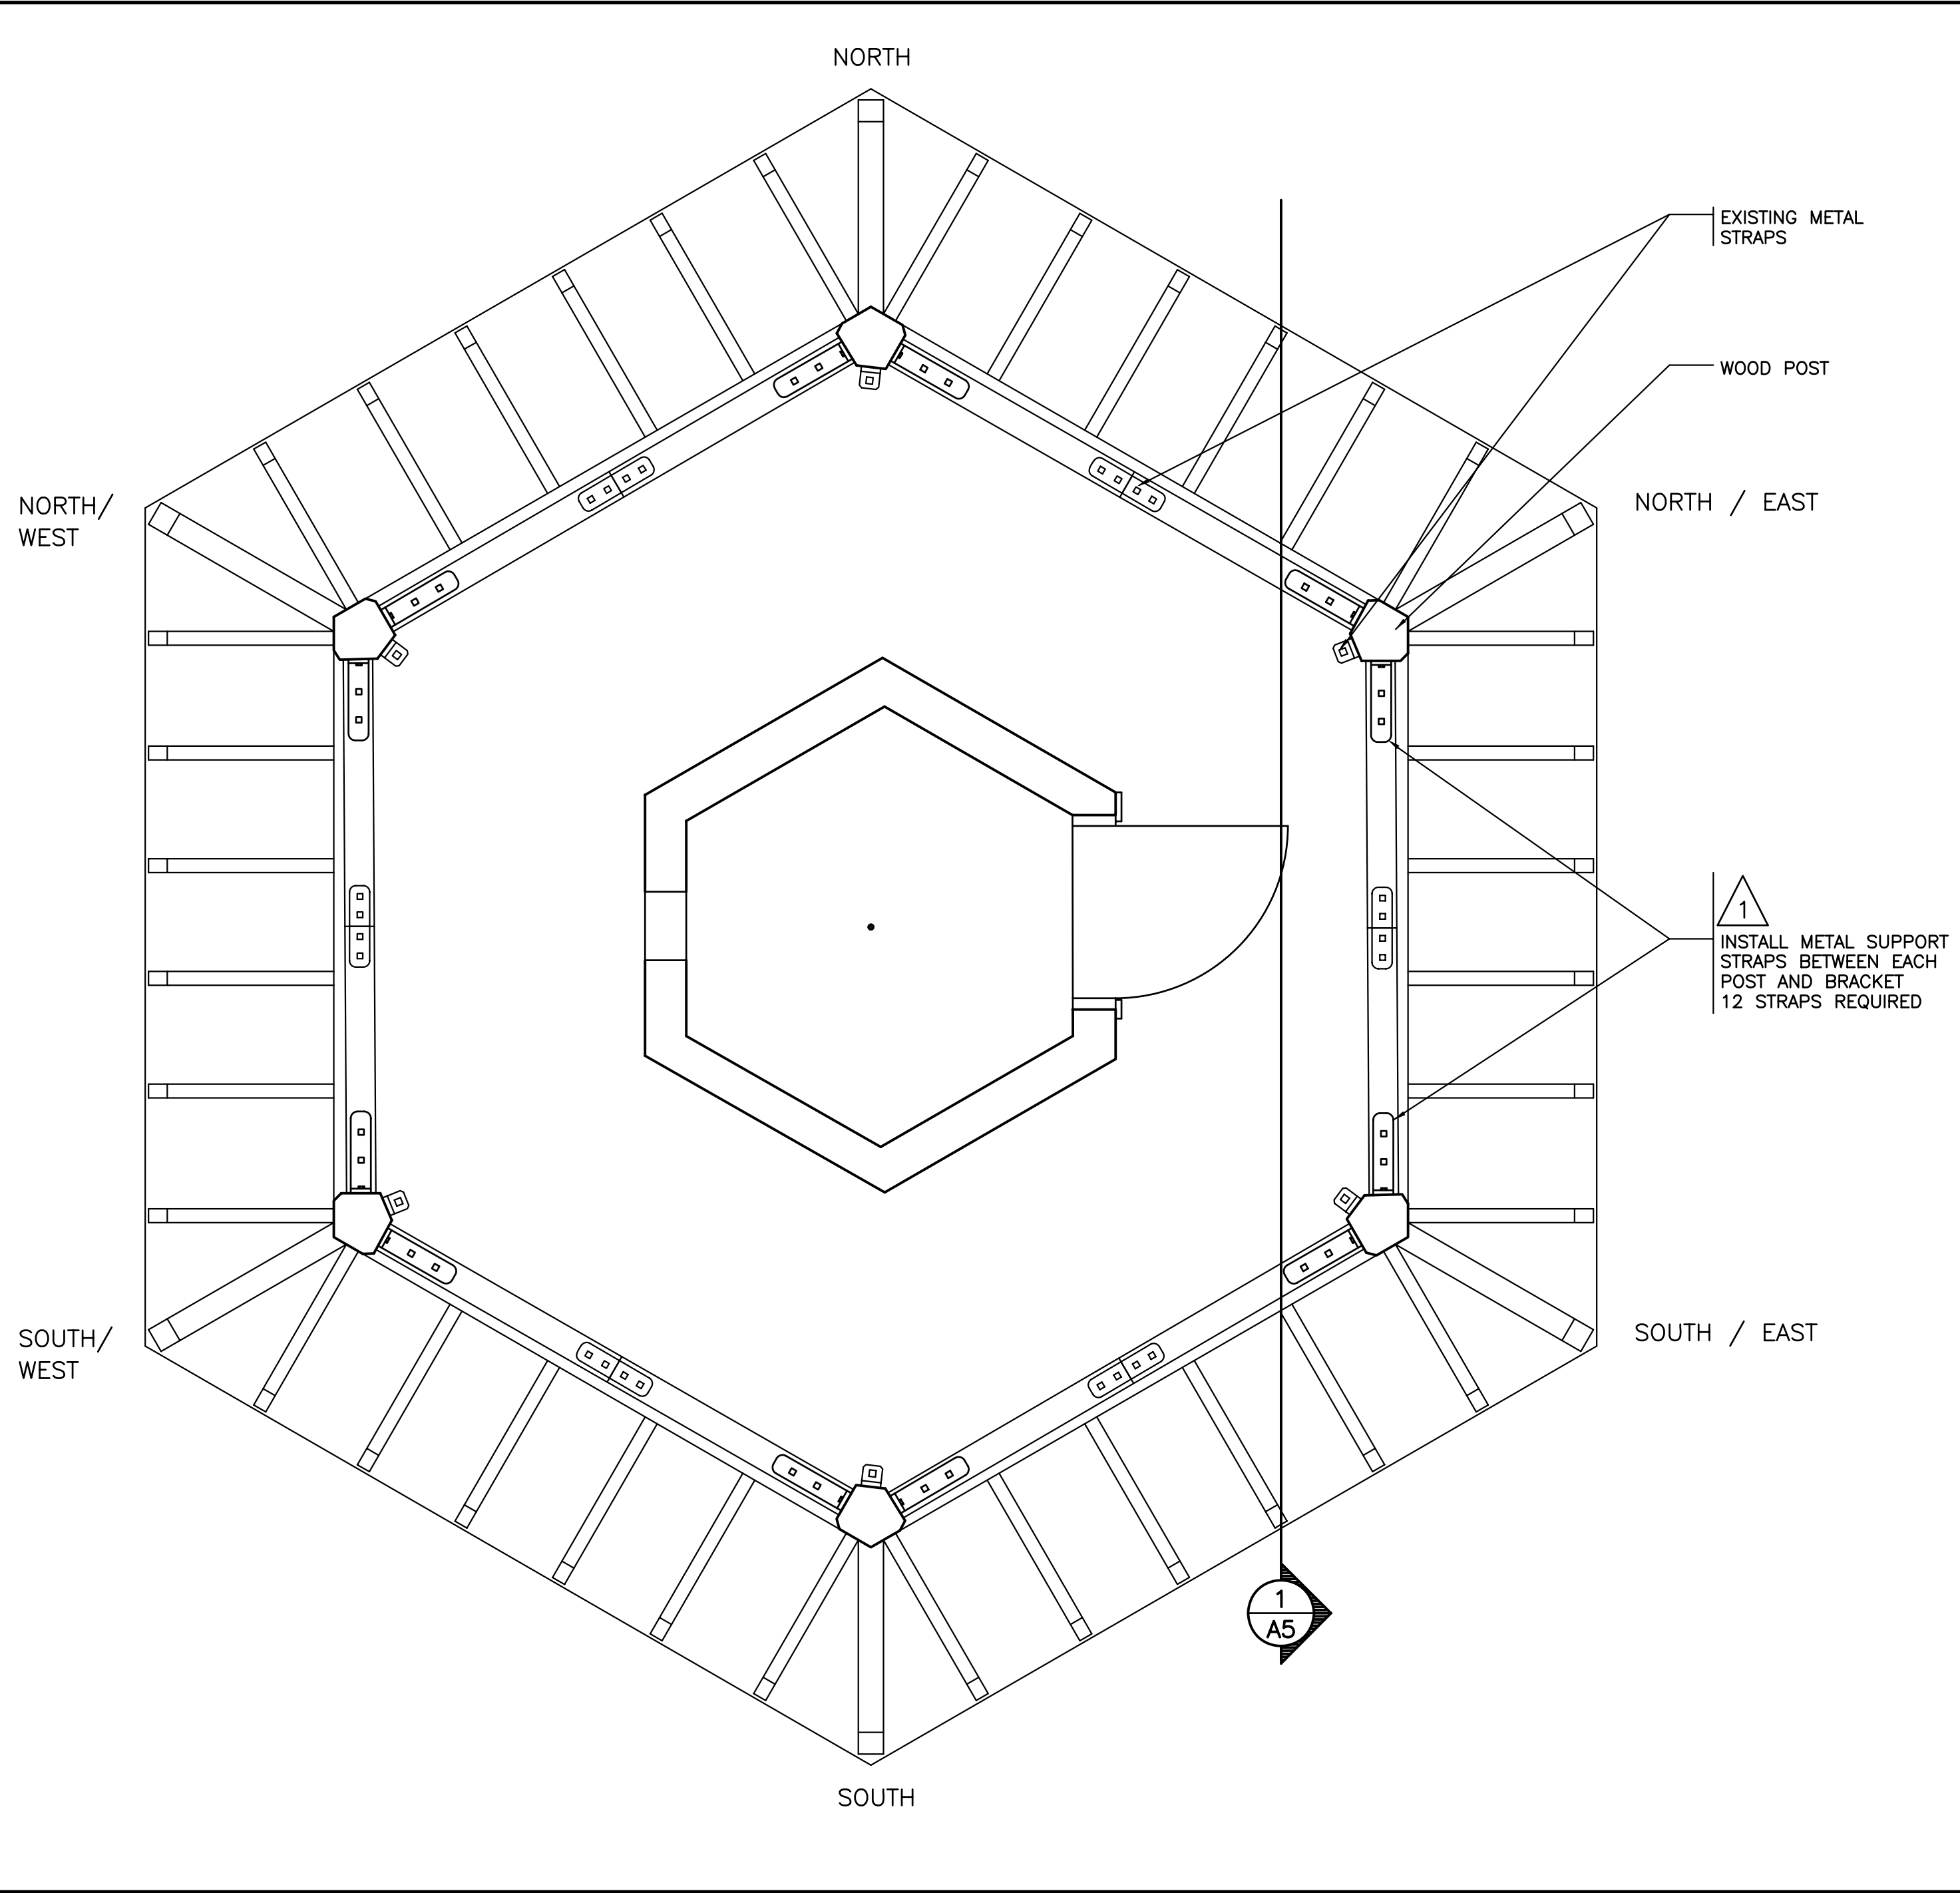 NORTH
EXISTING METAL
STRAPS
WOOD POST
NORTH/
WEST
NORTH / EAST
1
INSTALL METAL SUPPORT
STRAPS BETWEEN EACH
POST AND BRACKET
12 STRAPS REQUIRED
SOUTH/
WEST
SOUTH / EAST
1
A5
SOUTH